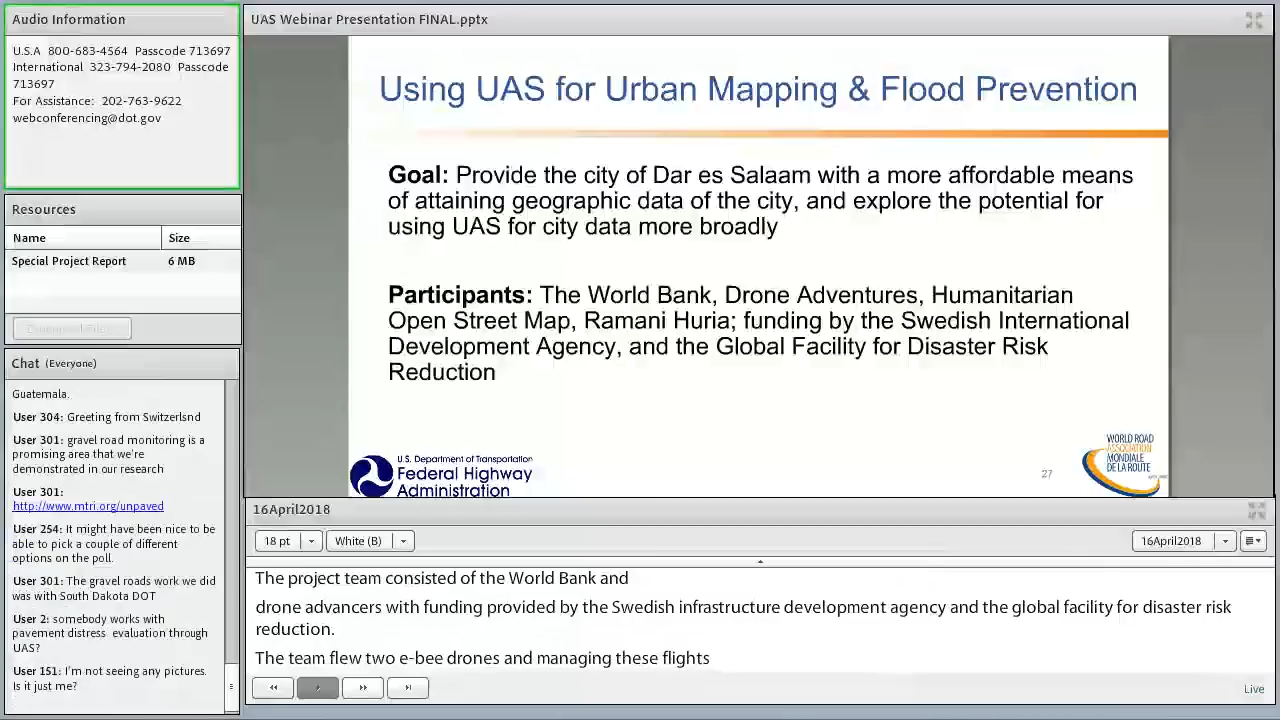 Audio Information
U.S.A 800-683-4564 Passcode 713697
International 323-794-2080 Passcode
713697
For Assistance: 202-763-9622
webconferencing@dot.gov
Resources
Name Size
Special Project Report 6 MB
Download File...
Chat (Everyone)
Guatemala.
User 304: Greeting from Switzerlsnd
User 301: gravel road monitoring is a
promising area that we're
demonstrated in our research
User 301:
http://www.mtri.org/unpaved
User 254: It might have been nice to be
able to pick a couple of different
options on the poll.
User 301: The gravel roads work we did
was with South Dakota DOT
User 2: somebody works with
pavement distress evaluation through
UAS?
User 151: I'm not seeing any pictures.
Is it just me?
UAS Webinar Presentation FINAL.pptx
Using UAS for Urban Mapping & Flood Prevention
Goal: Provide the city of Dar es Salaam with a more affordable means
of attaining geographic data of the city, and explore the potential for
using UAS for city data more broadly
Participants: The World Bank, Drone Adventures, Humanitarian
Open Street Map, Ramani Huria; funding by the Swedish International
Development Agency, and the Global Facility for Disaster Risk
Reduction
U.S. Department of Transportation
Federal Highway
Administration
27
WORLD ROAD
ASSOCIATION
MONDIALE
DE LA ROUTE
16April2018
18 pt White (B) 16April2018
The project team consisted of the World Bank and
drone advancers with funding provided by the Swedish infrastructure development agency and the global facility for disaster risk
reduction.
The team flew two e-bee drones and managing these flights
Live